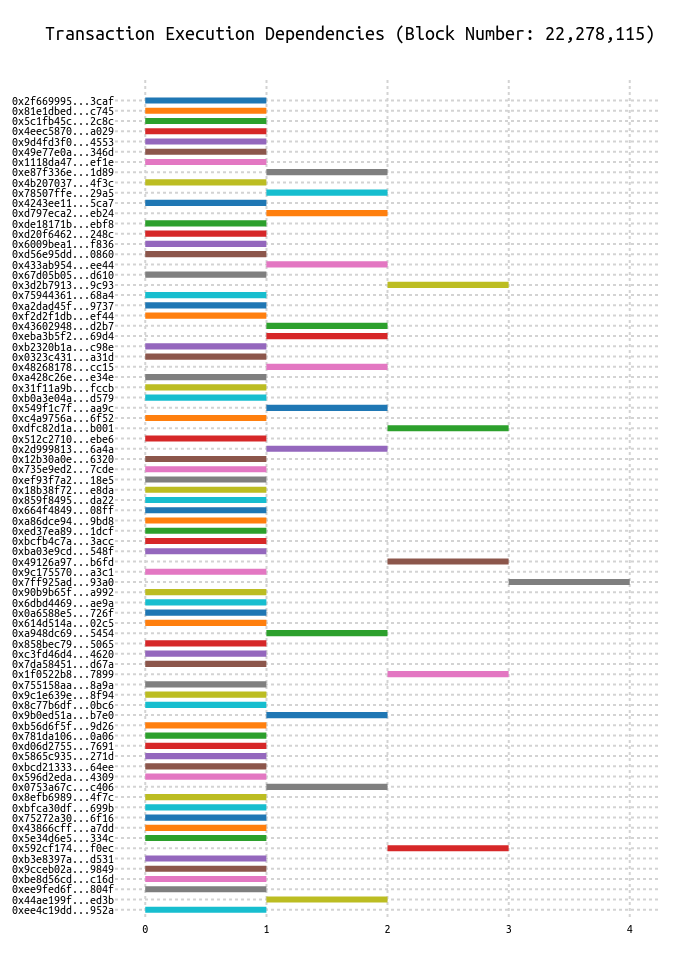 Transaction Execution Dependencies (Block Number: 22,278,115)
0x2f669995...3caf
0x81e1dbed...c745
0x5c1fb45c...2c8c
0x4eec5870...a029
0x9d4fd3f0...4553
0x49e77e0a...346d
0x1118da47...ef1e
0xe87f336e...1d89
0x4b207037...4f3c
0x78507ffe...29a5
0x4243ee11...5ca7
0xd797eca2...eb24
0xde18171b...ebf8
0xd20f6462...248c
0x6009bea1...f836
0xd56e95dd...0860
0x433ab954...ee44
0x67d05b05...d610
0x3d2b7913...9c93
0x75944361...68a4
0xa2dad45f...9737
0xf2d2f1db...ef44
0x43602948...d2b7
0xeba3b5f2...69d4
0xb2320b1a...c98e
0x0323c431...a31d
0x48268178...cc15
0xa428c26e...e34e
0x31f11a9b...fccb
0xb0a3e04a...d579
0x549f1c7f...aa9c
0xc4a9756a...6f52
0xdfc82d1a...b001
0x512c2710...ebe6
0x2d999813...6a4a
0x12b30a0e...6320
0x735e9ed2...7cde
0xef93f7a2...18e5
0x18b38f72...e8da
0x859f8495...da22
0x664f4849...08ff
0xa86dce94...9bd8
0xed37ea89...1dcf
0xbcfb4c7a...3acc
0xba03e9cd...548f
0x49126a97...b6fd
0x9c175570...a3c1
0x7ff925ad...93a0
0x90b9b65f...a992
0x6dbd4469...ae9a
0x0a6588e5...726f
0x614d514a...02c5
0xa948dc69...5454
0x858bec79...5065
0xc3fd46d4...4620
0x7da58451...d67a
0x1f0522b8...7899
0x755158aa...8a9a
0x9c1e639e...8f94
0x8c77b6df...0bc6
0x9b0ed51a...b7e0
0xb56d6f5f...9d26
0x781da106...0a06
0xd06d2755...7691
0x5865c935...271d
0xbcd21333...64ee
0x596d2eda...4309
0x0753a67c...c406
0x8efb6989...4f7c
0xbfca30df...699b
0x75272a30...6f16
0x43866cff...a7dd
0x5e34d6e5...334c
0x592cf174...f0ec
0xb3e8397a...d531
0x9cceb02a...9849
0xbe8d56cd...c16d
0xee9fed6f...804f
0x44ae199f...ed3b
0xee4c19dd...952a
0 1 2 3 4